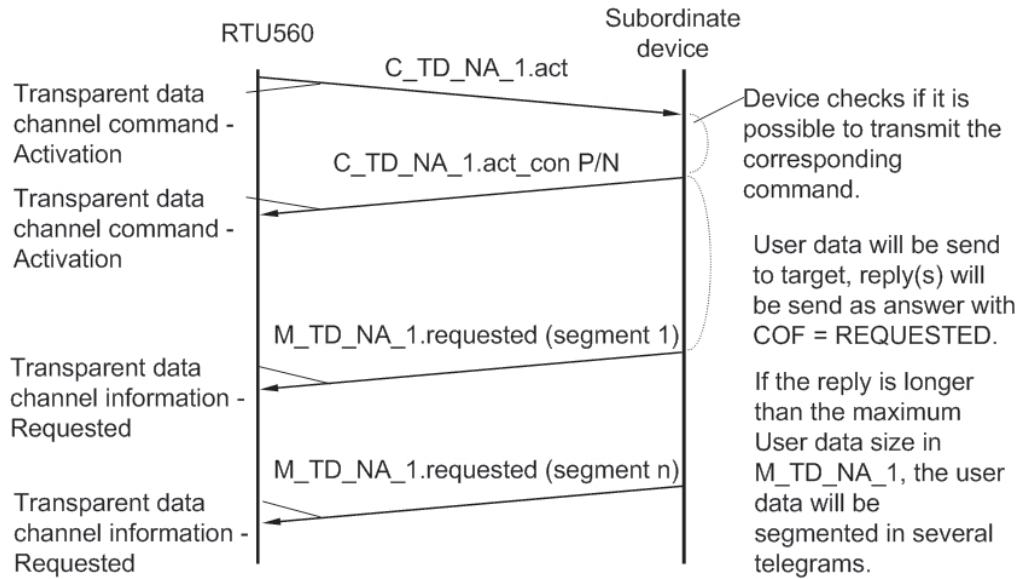 RTU560
Subordinate
device
C_TD_NA_1.act
Transparent data
channel command -
Activation
Device checks if it is
possible to transmit the
corresponding
command.
C_TD_NA_1.act_con P/N
Transparent data
channel command -
Activation
User data will be send
to target, reply(s) will
be send as answer with
COF = REQUESTED.
M_TD_NA_1.requested (segment 1)
Transparent data
channel information -
Requested
If the reply is longer
than the maximum
User data size in
M_TD_NA_1, the user
data will be
segmented in several
telegrams.
M_TD_NA_1.requested (segment n)
Transparent data
channel information -
Requested